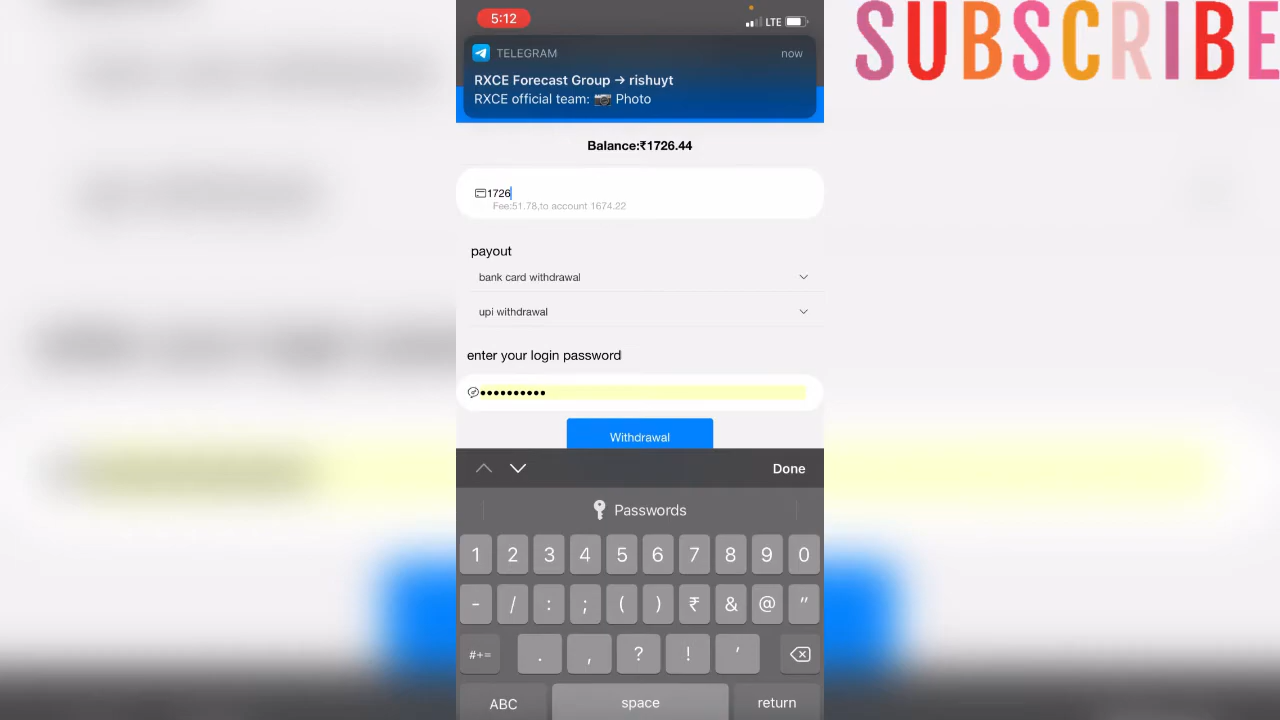 5:12
LTE
SUBSCRIBE
TELEGRAM
now
RXCE Forecast Group → rishuyt
RXCE official team: 📷 Photo
Balance:₹1726.44
1726
Fee:51.78,to account 1674.22
payout
bank card withdrawal
upi withdrawal
enter your login password
••••••••••
Withdrawal
Done
Passwords
1 2 3 4 5 6 7 8 9 0
- / : ; ( ) ₹ & @ "
#+= . , ? ! '
ABC space return